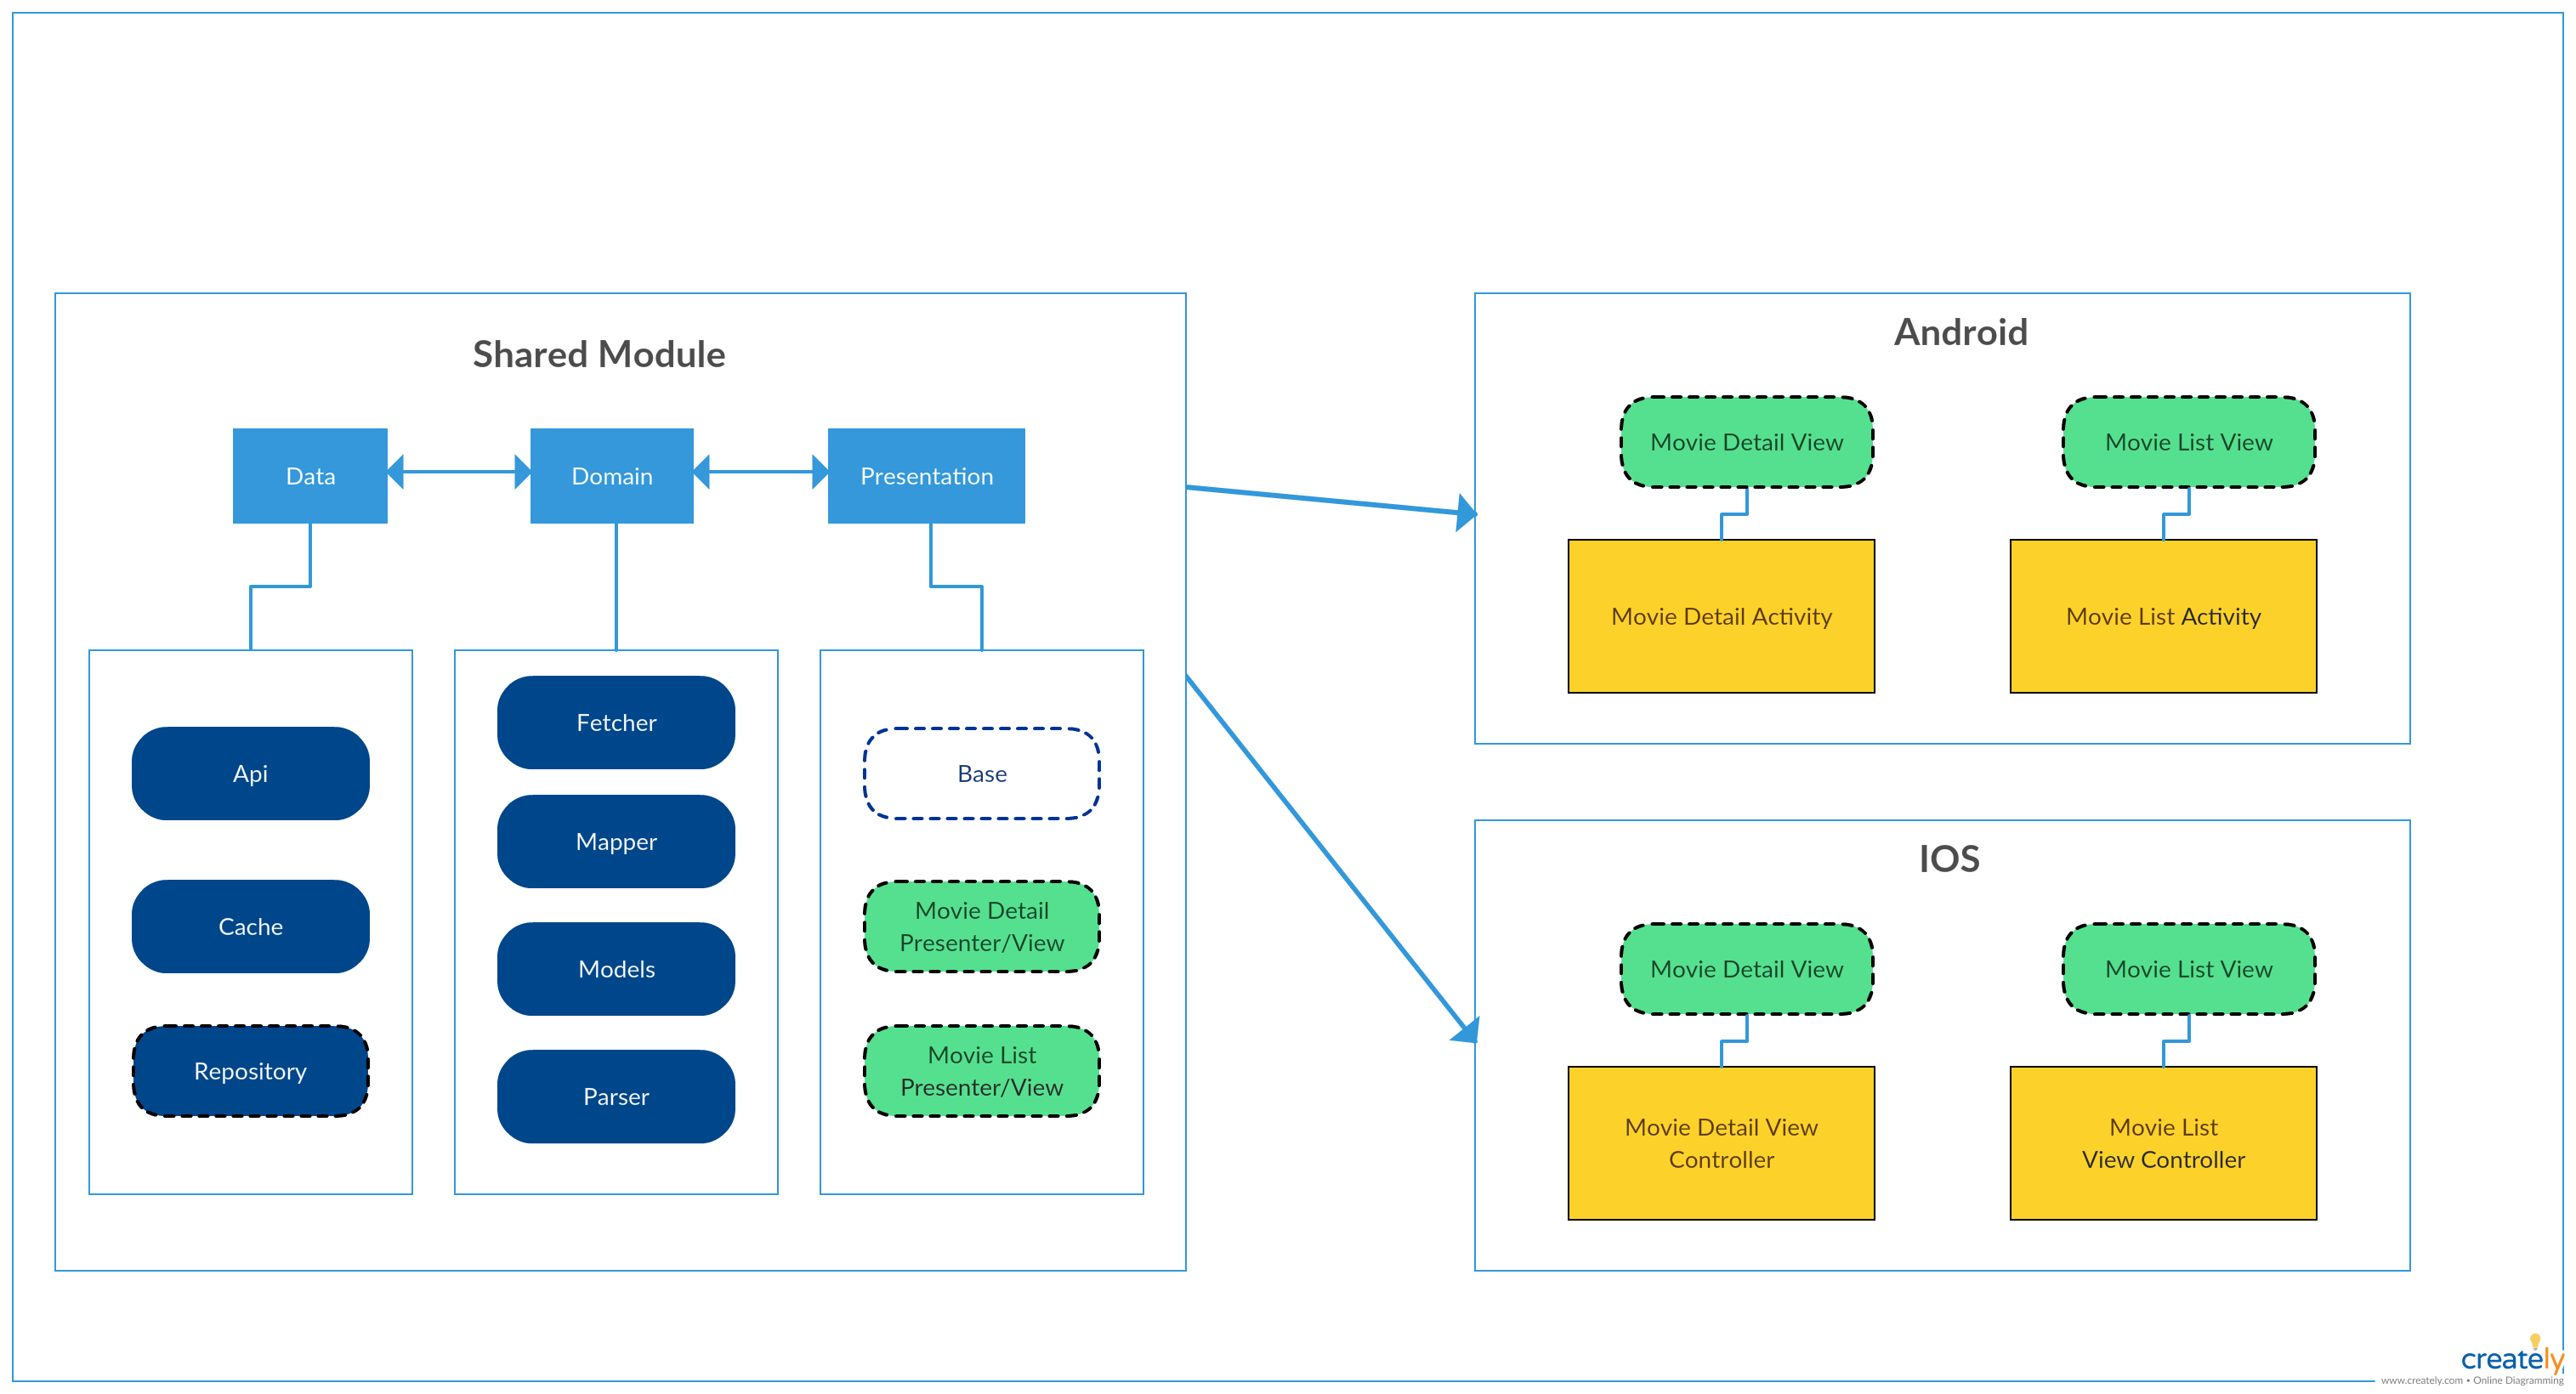 Shared Module
Data
Domain
Presentation
Api
Cache
Repository
Fetcher
Mapper
Models
Parser
Base
Movie Detail
Presenter/View
Movie List
Presenter/View
Android
Movie Detail View
Movie List View
Movie Detail Activity
Movie List Activity
IOS
Movie Detail View
Movie List View
Movie Detail View
Controller
Movie List
View Controller
creately
www.creately.com • Online Diagramming